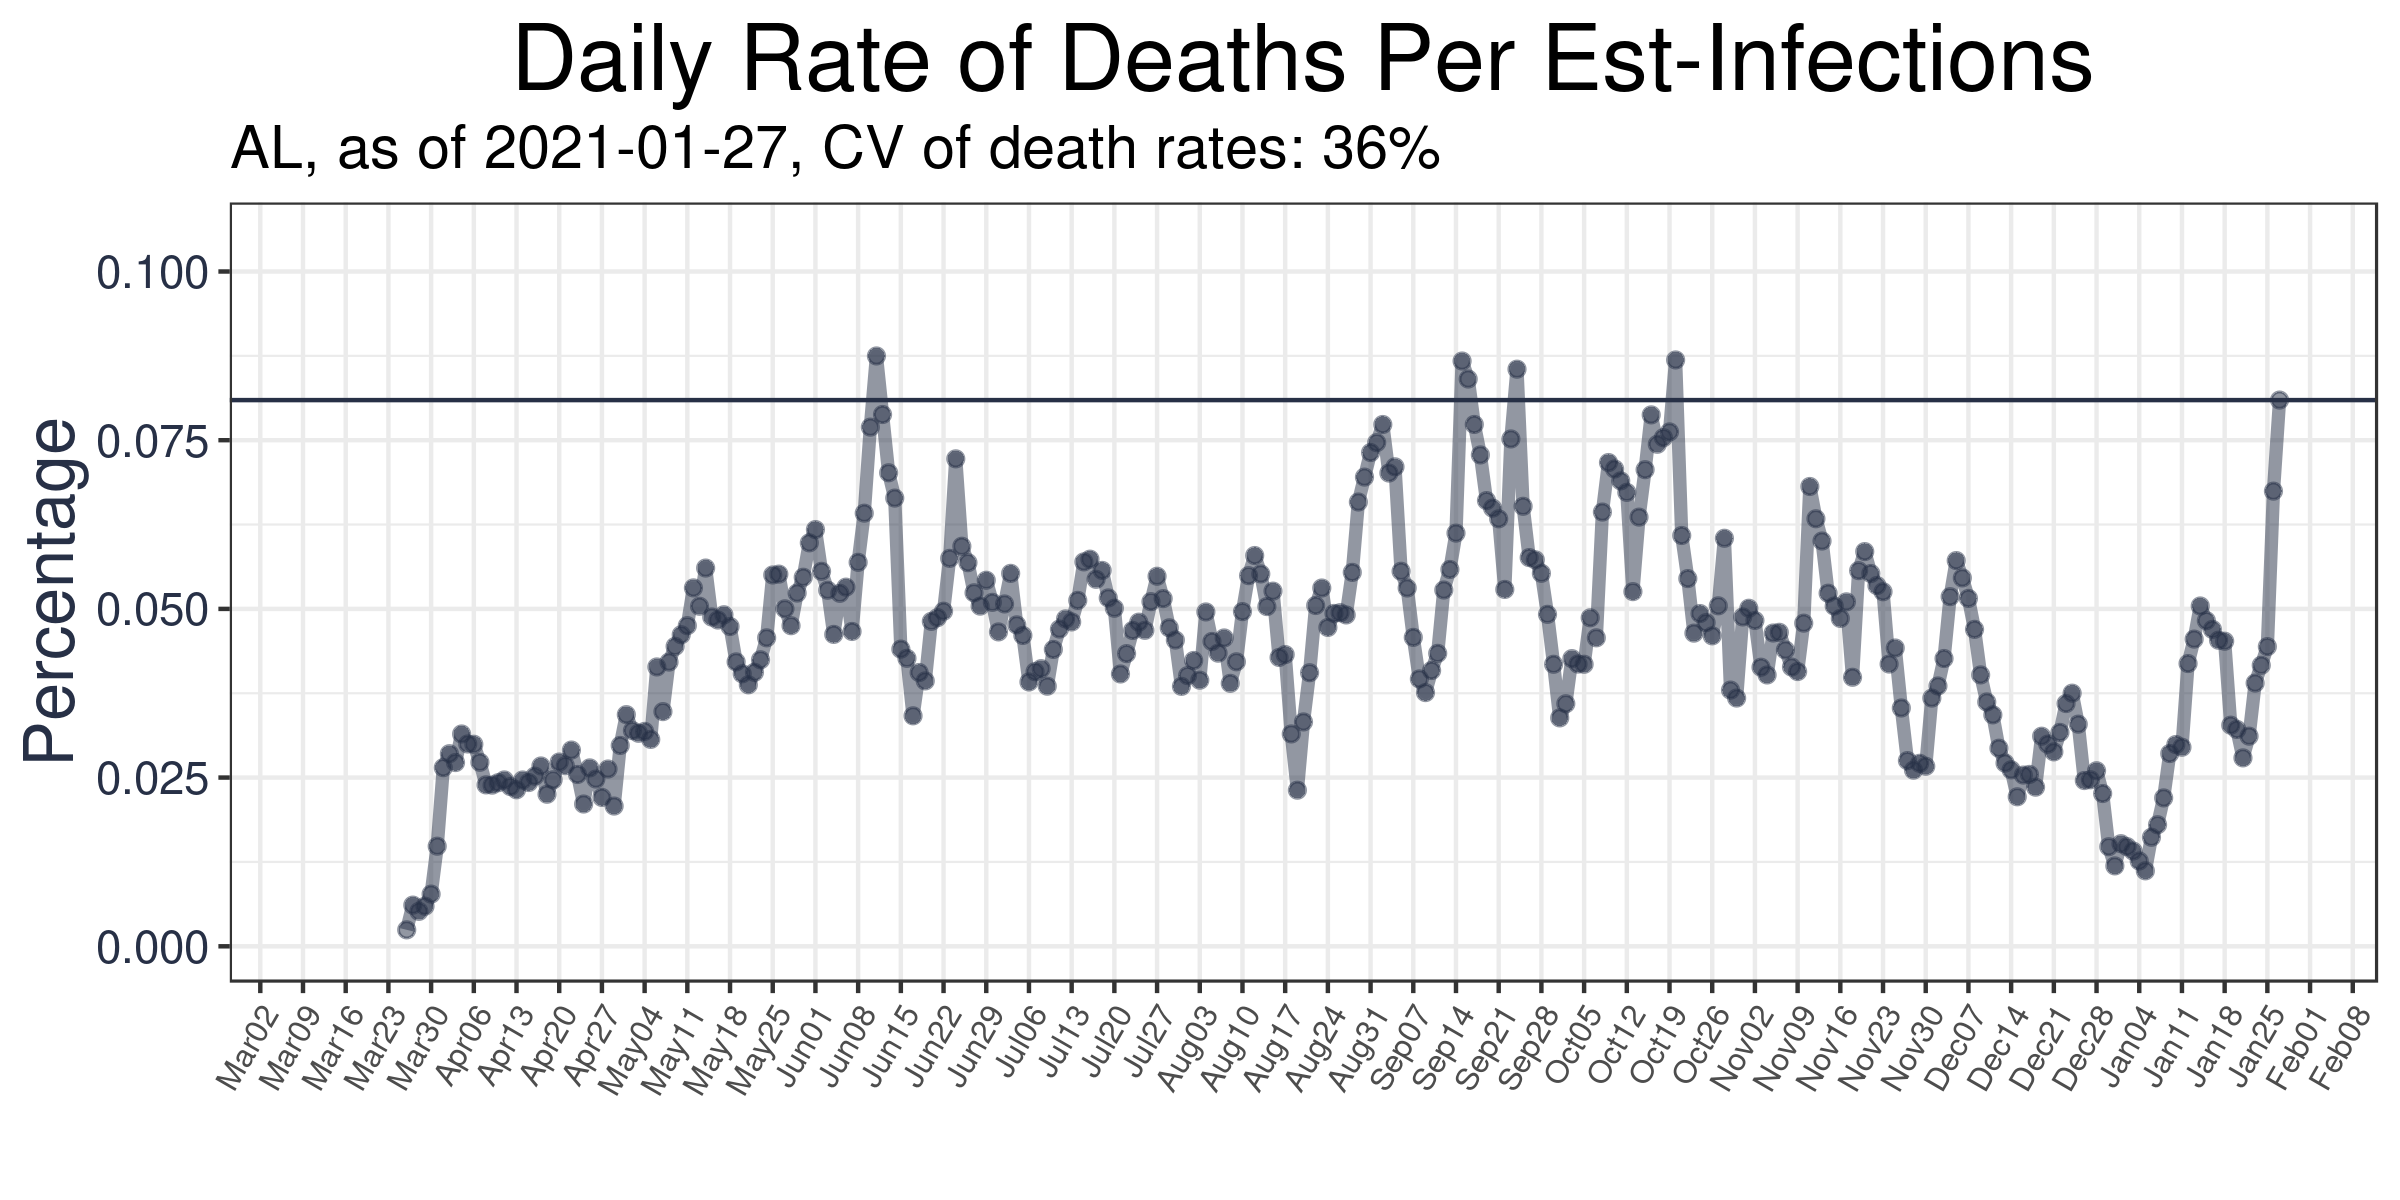 Daily Rate of Deaths Per Est-Infections
AL, as of 2021-01-27, CV of death rates: 36%
Percentage
0.100
0.075
0.050
0.025
0.000
Mar02
Mar09
Mar16
Mar23
Mar30
Apr06
Apr13
Apr20
Apr27
May04
May11
May18
May25
Jun01
Jun08
Jun15
Jun22
Jun29
Jul06
Jul13
Jul20
Jul27
Aug03
Aug10
Aug17
Aug24
Aug31
Sep07
Sep14
Sep21
Sep28
Oct05
Oct12
Oct19
Oct26
Nov02
Nov09
Nov16
Nov23
Nov30
Dec07
Dec14
Dec21
Dec28
Jan04
Jan11
Jan18
Jan25
Feb01
Feb08